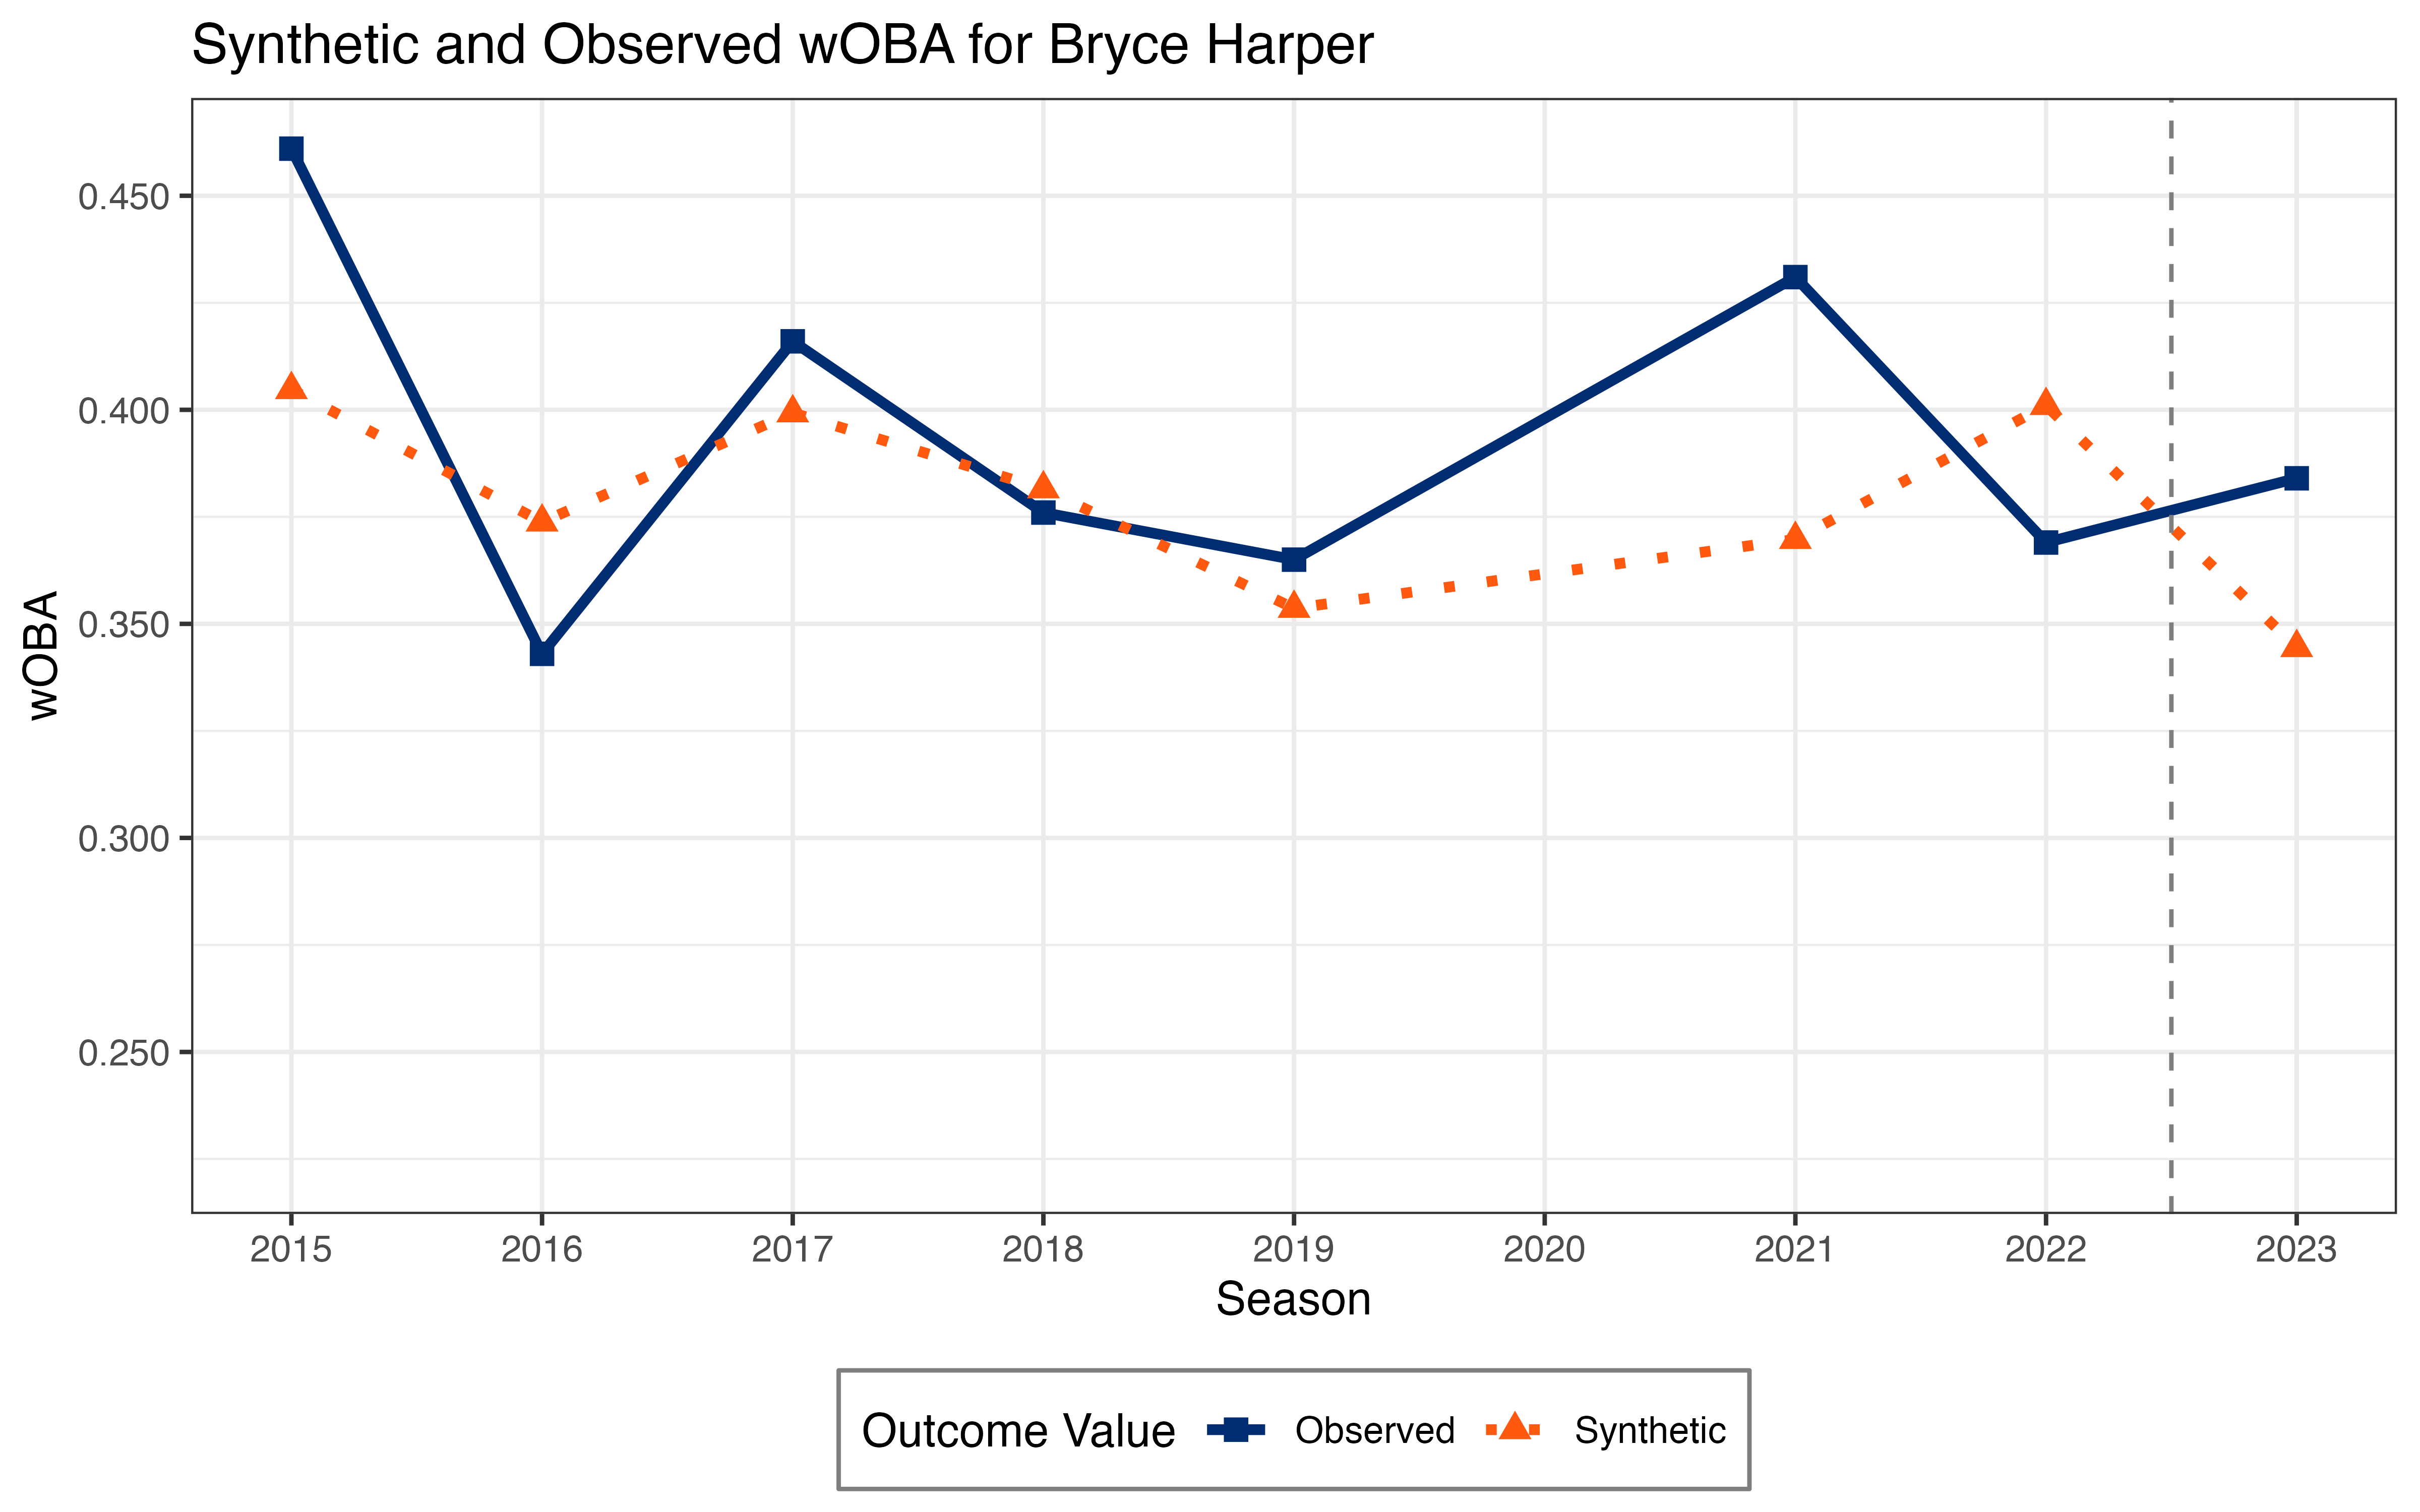 Synthetic and Observed wOBA for Bryce Harper
wOBA
0.450
0.400
0.350
0.300
0.250
2015 2016 2017 2018 2019 2020 2021 2022 2023
Season
Outcome Value Observed Synthetic